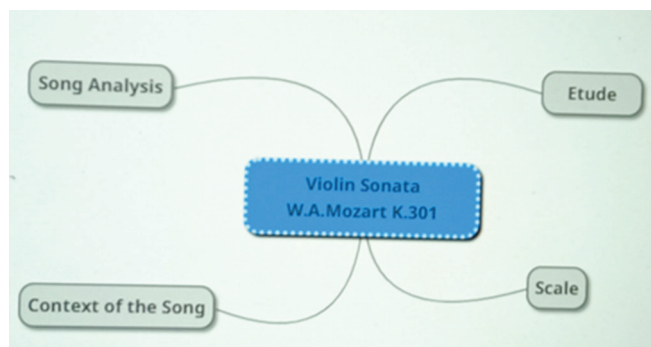 Song Analysis
Etude
Violin Sonata
W.A.Mozart K.301
Context of the Song
Scale